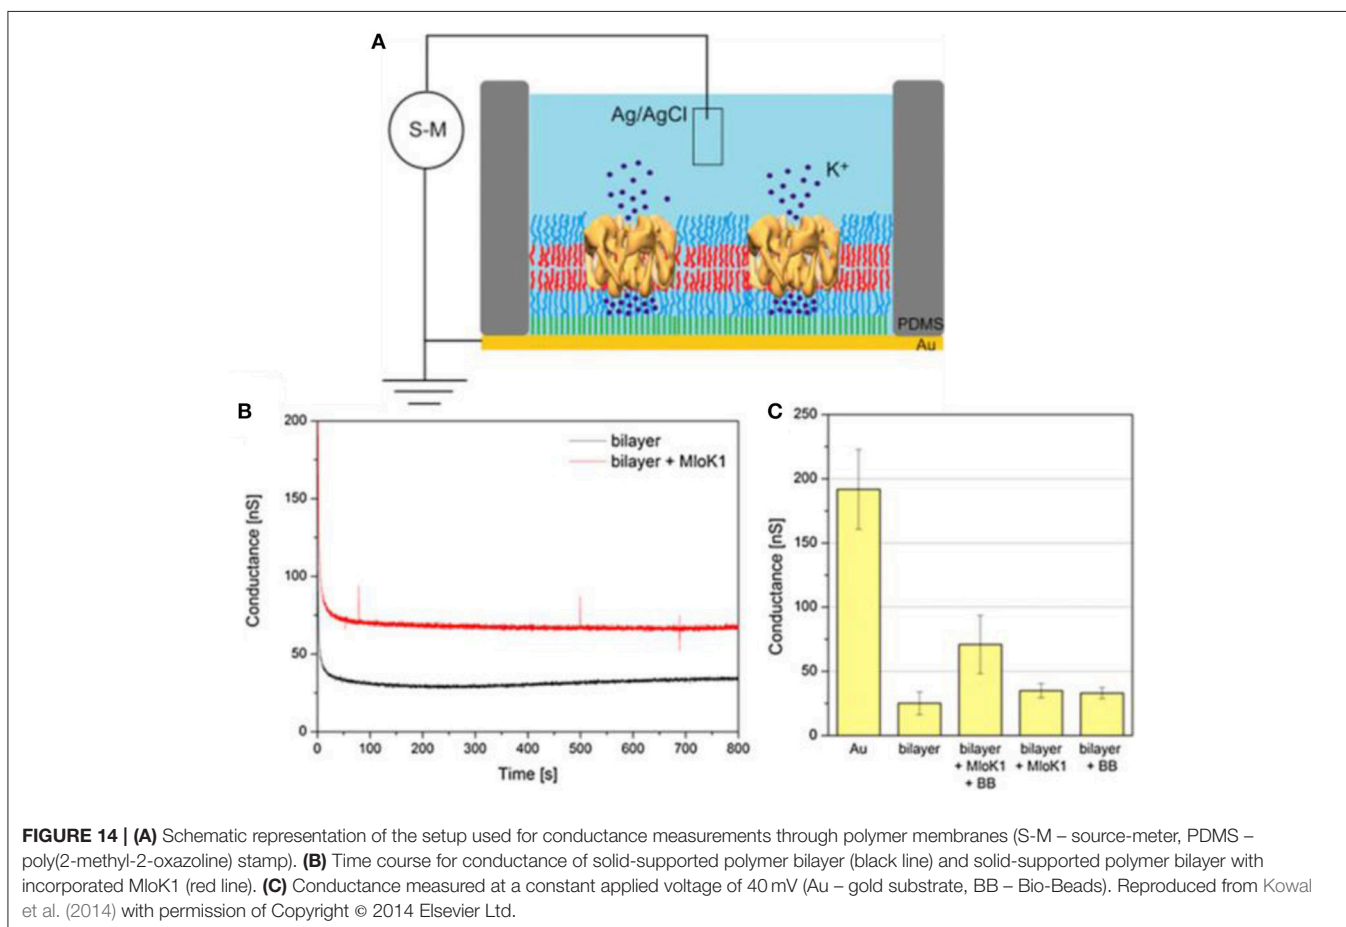 A
S-M
Ag/AgCl
K+
PDMS
Au
B
200
150
100
50
0
Conductance [nS]
bilayer
bilayer + MloK1
0 100 200 300 400 500 600 700 800
Time [s]
C
250
200
150
100
50
0
Conductance [nS]
Au bilayer bilayer bilayer bilayer
+ MloK1 + MloK1 + BB
+ BB
FIGURE 14 | (A) Schematic representation of the setup used for conductance measurements through polymer membranes (S-M – source-meter, PDMS –
poly(2-methyl-2-oxazoline) stamp). (B) Time course for conductance of solid-supported polymer bilayer (black line) and solid-supported polymer bilayer with
incorporated MloK1 (red line). (C) Conductance measured at a constant applied voltage of 40 mV (Au – gold substrate, BB – Bio-Beads). Reproduced from Kowal
et al. (2014) with permission of Copyright © 2014 Elsevier Ltd.